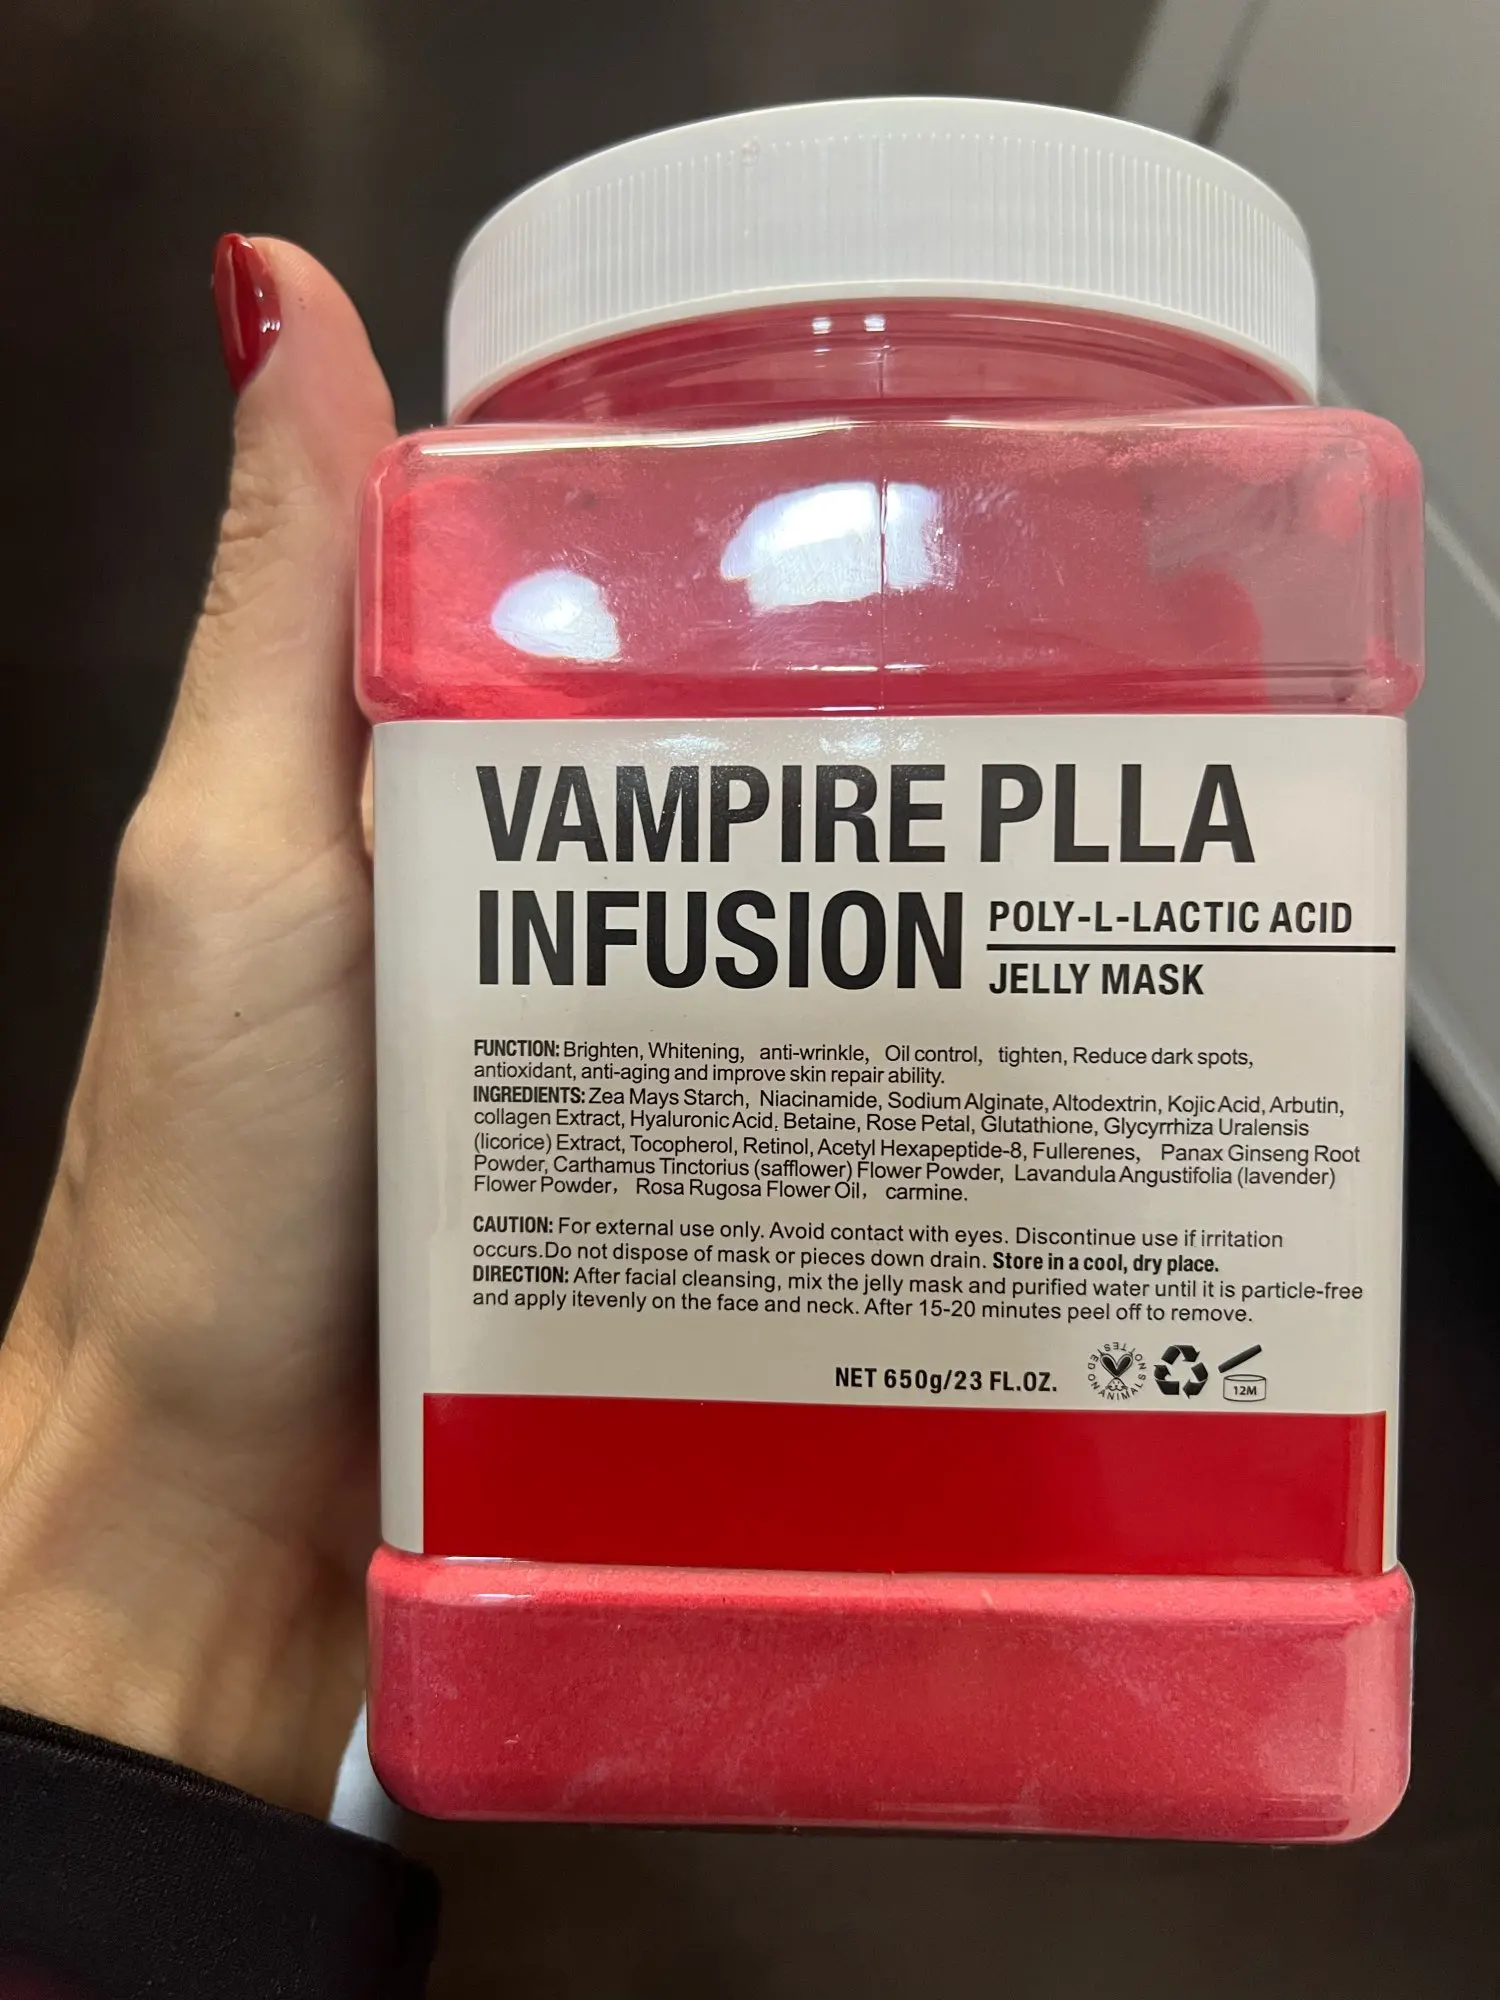 VAMPIRE PLLA
INFUSION
POLY-L-LACTIC ACID
JELLY MASK
FUNCTION: Brighten, Whitening, anti-wrinkle, Oil control, tighten, Reduce dark spots,
antioxidant, anti-aging and improve skin repair ability.
INGREDIENTS: Zea Mays Starch, Niacinamide, Sodium Alginate, Altodextrin, Kojic Acid, Arbutin,
collagen Extract, Hyaluronic Acid, Betaine, Rose Petal, Glutathione, Glycyrrhiza Uralensis
(licorice) Extract, Tocopherol, Retinol, Acetyl Hexapeptide-8, Fullerenes, Panax Ginseng Root
Powder, Carthamus Tinctorius (safflower) Flower Powder, Lavandula Angustifolia (lavender)
Flower Powder, Rosa Rugosa Flower Oil, carmine.
CAUTION: For external use only. Avoid contact with eyes. Discontinue use if irritation
occurs.Do not dispose of mask or pieces down drain. Store in a cool, dry place.
DIRECTION: After facial cleansing, mix the jelly mask and purified water until it is particle-free
and apply itevenly on the face and neck. After 15-20 minutes peel off to remove.
NET 650g/23 FL.OZ.
NOT TESTED ON ANIMALS
12M